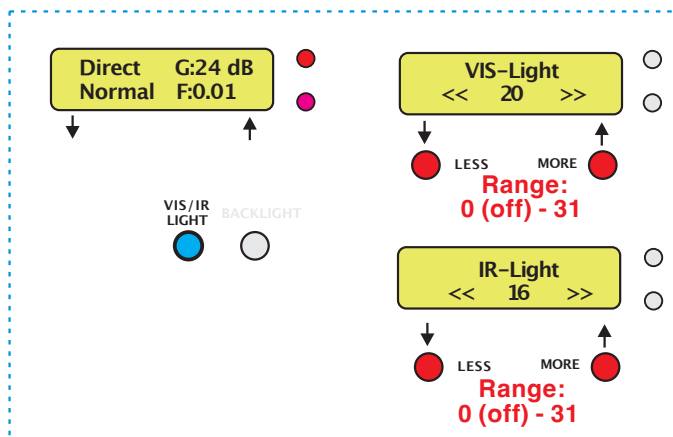 Direct G:24 dB
Normal F:0.01
VIS/IR
LIGHT
BACKLIGHT
VIS–Light
<< 20 >>
LESS MORE
Range:
0 (off) - 31
IR–Light
<< 16 >>
LESS MORE
Range:
0 (off) - 31